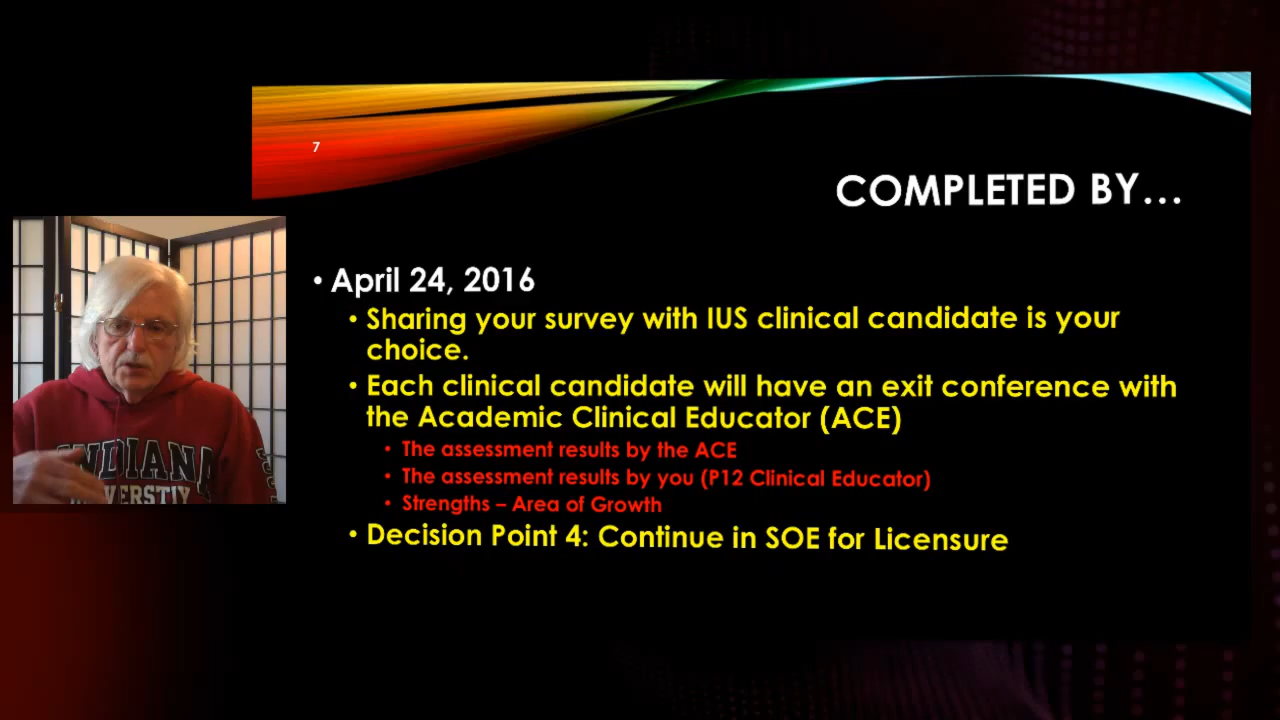 7
COMPLETED BY...
• April 24, 2016
• Sharing your survey with IUS clinical candidate is your
choice.
• Each clinical candidate will have an exit conference with
the Academic Clinical Educator (ACE)
• The assessment results by the ACE
• The assessment results by you (P12 Clinical Educator)
• Strengths – Area of Growth
• Decision Point 4: Continue in SOE for Licensure
INDIANA